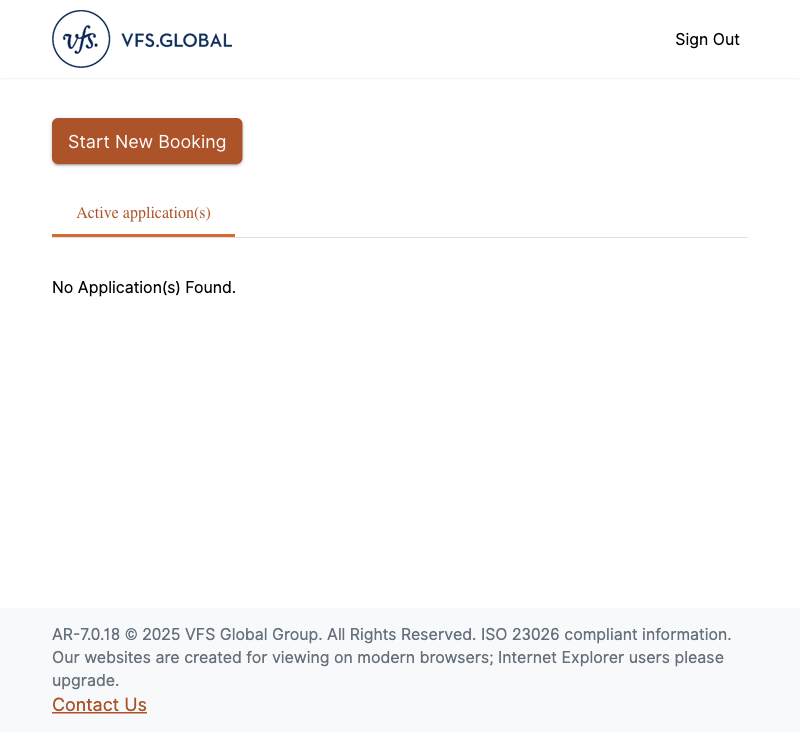 vfs. VFS.GLOBAL
Sign Out
Start New Booking
Active application(s)
No Application(s) Found.
AR-7.0.18 © 2025 VFS Global Group. All Rights Reserved. ISO 23026 compliant information.
Our websites are created for viewing on modern browsers; Internet Explorer users please
upgrade.
Contact Us